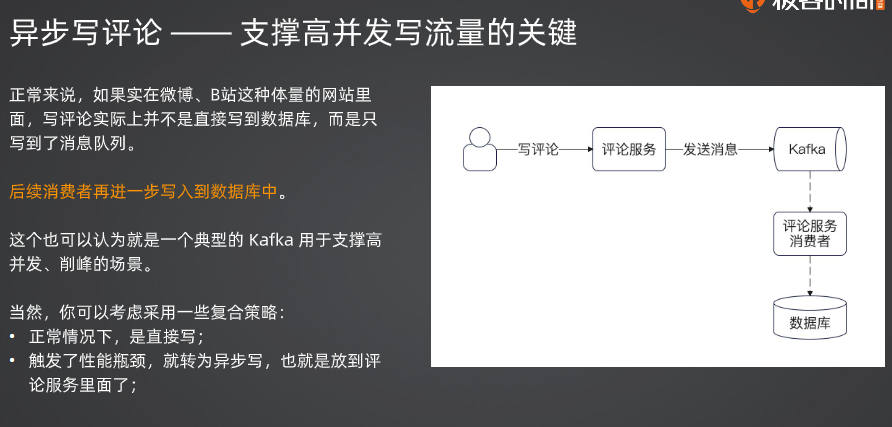 异步写评论 —— 支撑高并发写流量的关键
正常来说，如果实在微博、B站这种体量的网站里
面，写评论实际上并不是直接写到数据库，而是只
写到了消息队列。
后续消费者再进一步写入到数据库中。
这个也可以认为就是一个典型的 Kafka 用于支撑高
并发、削峰的场景。
当然，你可以考虑采用一些复合策略：
• 正常情况下，是直接写；
• 触发了性能瓶颈，就转为异步写，也就是放到评
论服务里面了；
写评论
评论服务
发送消息
Kafka
评论服务
消费者
数据库